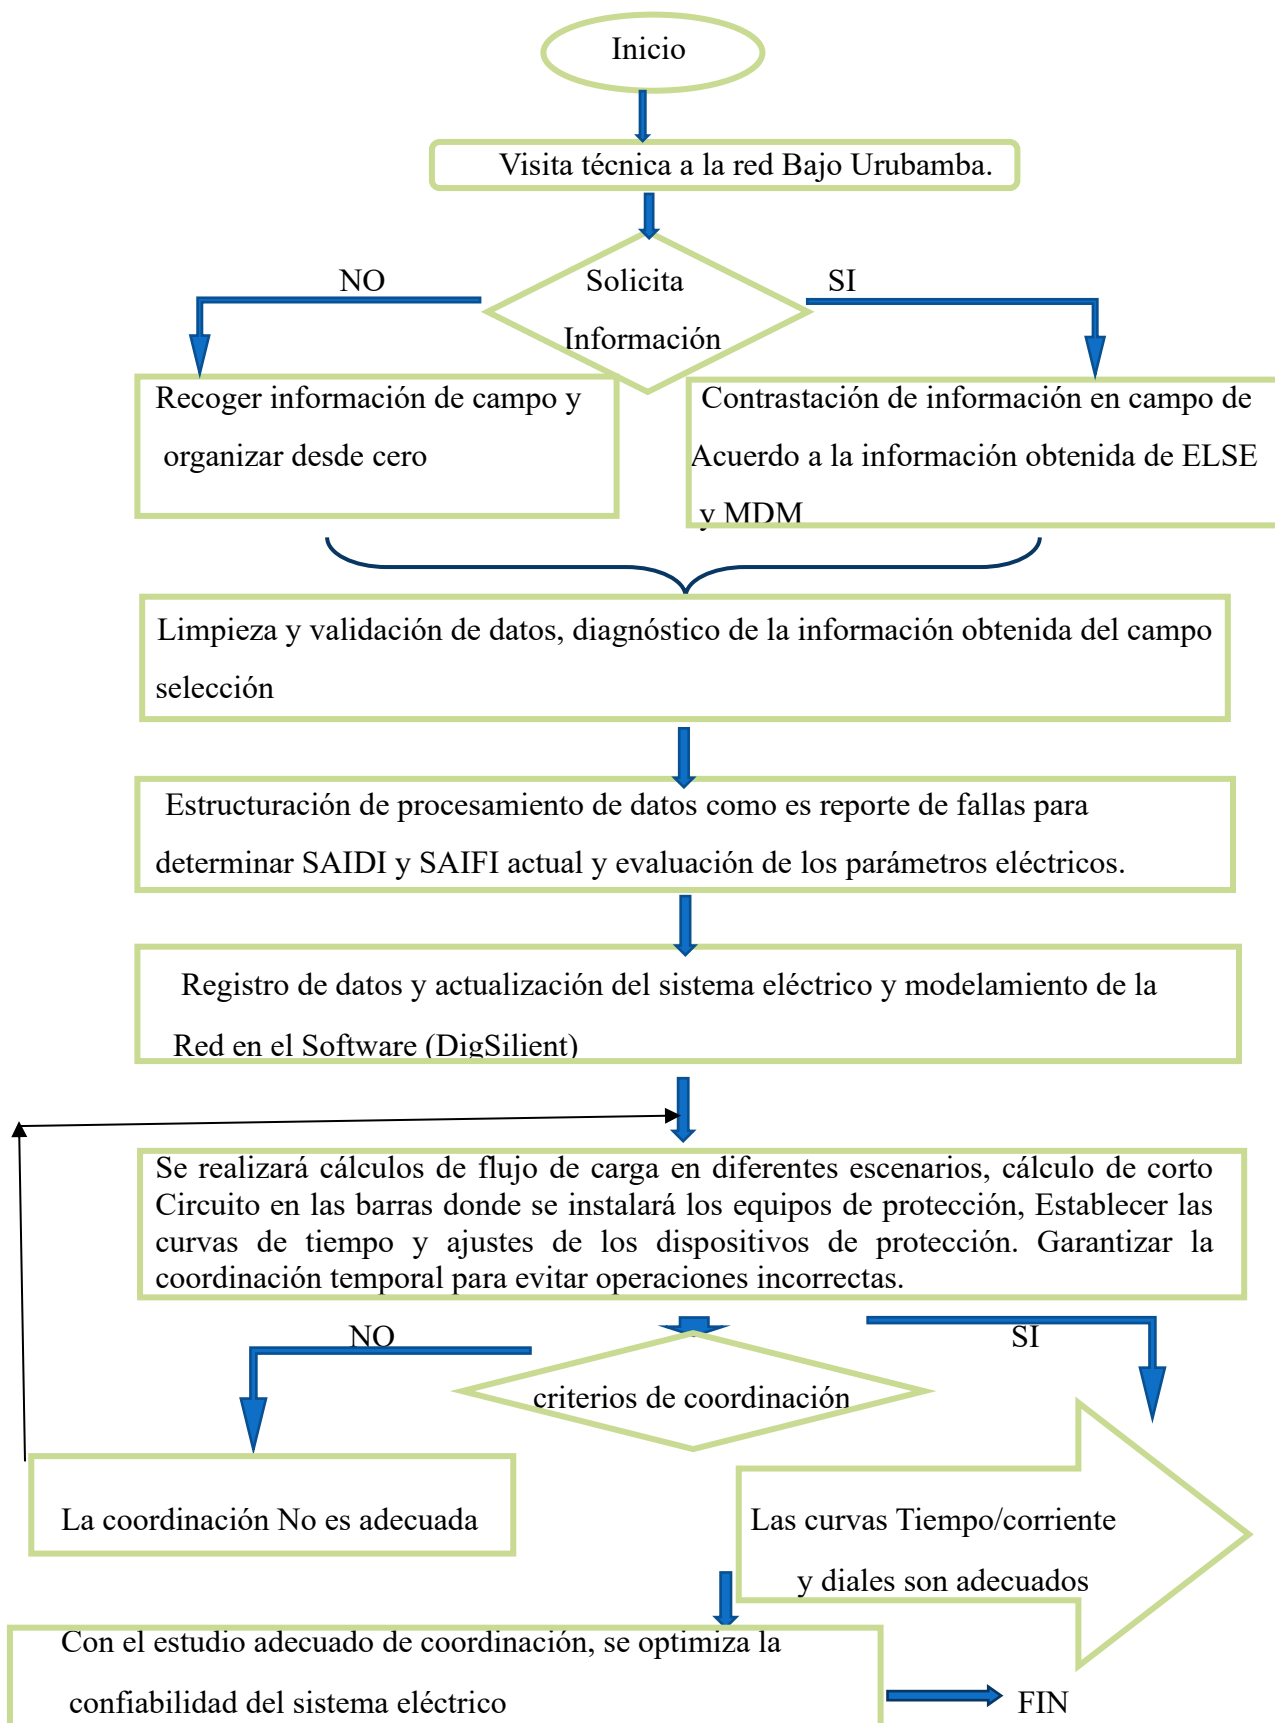 Inicio
Visita técnica a la red Bajo Urubamba.
NO
Solicita
SI
Información
Recoger información de campo y
organizar desde cero
Contrastación de información en campo de
Acuerdo a la información obtenida de ELSE
y MDM
Limpieza y validación de datos, diagnóstico de la información obtenida del campo
selección
Estructuración de procesamiento de datos como es reporte de fallas para
determinar SAIDI y SAIFI actual y evaluación de los parámetros eléctricos.
Registro de datos y actualización del sistema eléctrico y modelamiento de la
Red en el Software (DigSilient)
Se realizará cálculos de flujo de carga en diferentes escenarios, cálculo de corto
Circuito en las barras donde se instalará los equipos de protección, Establecer las
curvas de tiempo y ajustes de los dispositivos de protección. Garantizar la
coordinación temporal para evitar operaciones incorrectas.
NO
SI
criterios de coordinación
La coordinación No es adecuada
Las curvas Tiempo/corriente
y diales son adecuados
Con el estudio adecuado de coordinación, se optimiza la
confiabilidad del sistema eléctrico
FIN